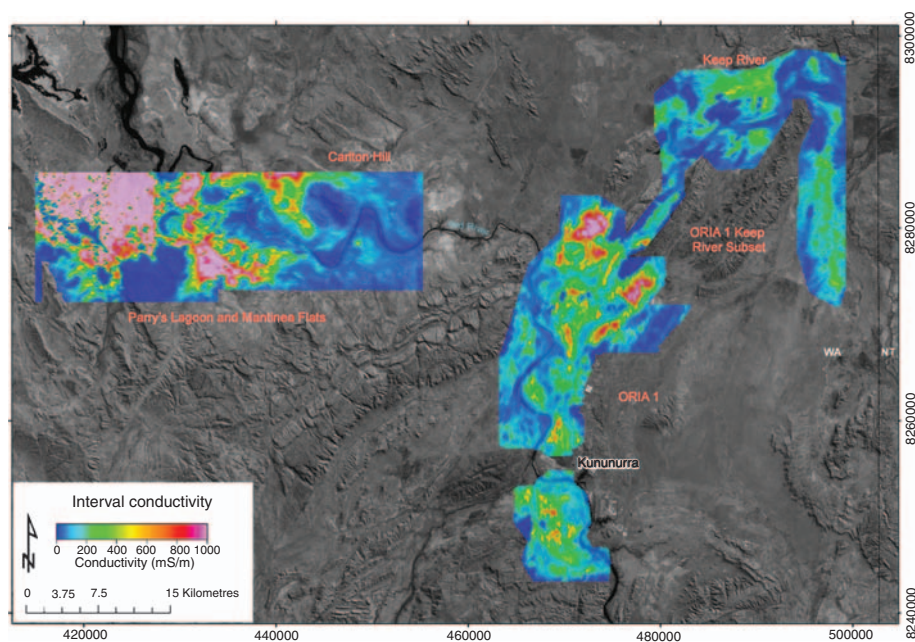 8300000
Keep River
Carlton Hill
8280000
ORIA 1 Keep
River Subset
Parry's Lagoon and Mantinea Flats
WA
NT
ORIA 1
8260000
Kununurra
Interval conductivity
0 200 400 600 800 1000
Conductivity (mS/m)
N
0 3.75 7.5 15 Kilometres
8240000
420000 440000 460000 480000 500000